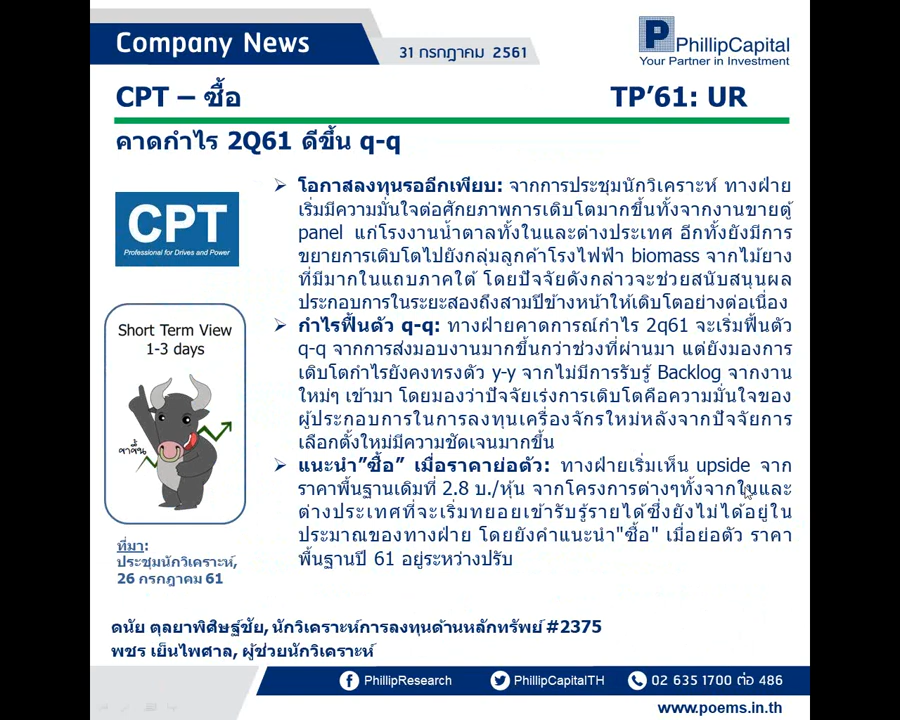 Company News
31 กรกฎาคม 2561
PhillipCapital
Your Partner in Investment
CPT – ซื้อ
TP’61: UR
คาดกำไร 2Q61 ดีขึ้น q-q
CPT
Professional for Drives and Power
Short Term View
1-3 days
ขาขึ้น
ที่มา:
ประชุมนักวิเคราะห์,
26 กรกฎาคม 61
➢ โอกาสลงทุนรออีกเพียบ: จากการประชุมนักวิเคราะห์ ทางฝ่าย
เริ่มมีความมั่นใจต่อศักยภาพการเติบโตมากขึ้นทั้งจากงานขายตู้
panel แก่โรงงานน้ำตาลทั้งในและต่างประเทศ อีกทั้งยังมีการ
ขยายการเติบโตไปยังกลุ่มลูกค้าโรงไฟฟ้า biomass จากไม้ยาง
ที่มีมากในแถบภาคใต้ โดยปัจจัยดังกล่าวจะช่วยสนับสนุนผล
ประกอบการในระยะสองถึงสามปีข้างหน้าให้เติบโตอย่างต่อเนื่อง
➢ กำไรฟื้นตัว q-q: ทางฝ่ายคาดการณ์กำไร 2q61 จะเริ่มฟื้นตัว
q-q จากการส่งมอบงานมากขึ้นกว่าช่วงที่ผ่านมา แต่ยังมองการ
เติบโตกำไรยังคงทรงตัว y-y จากไม่มีการรับรู้ Backlog จากงาน
ใหม่ๆ เข้ามา โดยมองว่าปัจจัยเร่งการเติบโตคือความมั่นใจของ
ผู้ประกอบการในการลงทุนเครื่องจักรใหม่หลังจากปัจจัยการ
เลือกตั้งใหม่มีความชัดเจนมากขึ้น
➢ แนะนำ”ซื้อ” เมื่อราคาย่อตัว: ทางฝ่ายเริ่มเห็น upside จาก
ราคาพื้นฐานเดิมที่ 2.8 บ./หุ้น จากโครงการต่างๆทั้งจากในและ
ต่างประเทศที่จะเริ่มทยอยเข้ารับรู้รายได้ซึ่งยังไม่ได้อยู่ใน
ประมาณของทางฝ่าย โดยยังคำแนะนำ"ซื้อ" เมื่อย่อตัว ราคา
พื้นฐานปี 61 อยู่ระหว่างปรับ
ดนัย ตุลยาพิศิษฐ์ชัย, นักวิเคราะห์การลงทุนด้านหลักทรัพย์ #2375
พชร เย็นไพศาล, ผู้ช่วยนักวิเคราะห์
PhillipResearch
PhillipCapitalTH
02 635 1700 ต่อ 486
www.poems.in.th